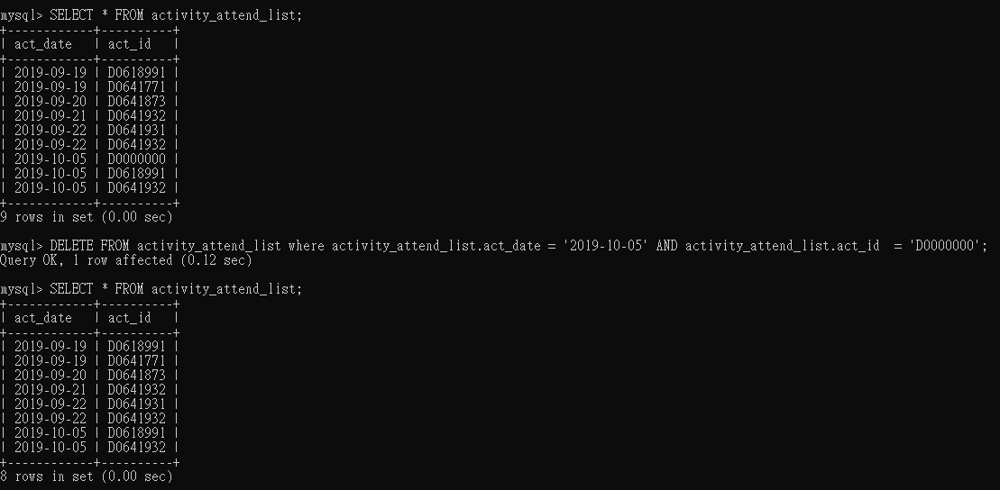 mysql> SELECT * FROM activity_attend_list;
+------------+----------+
| act_date   | act_id   |
+------------+----------+
| 2019-09-19 | D0618991 |
| 2019-09-19 | D0641771 |
| 2019-09-20 | D0641873 |
| 2019-09-21 | D0641932 |
| 2019-09-22 | D0641931 |
| 2019-09-22 | D0641932 |
| 2019-10-05 | D0000000 |
| 2019-10-05 | D0618991 |
| 2019-10-05 | D0641932 |
+------------+----------+
9 rows in set (0.00 sec)

mysql> DELETE FROM activity_attend_list where activity_attend_list.act_date = '2019-10-05' AND activity_attend_list.act_id  = 'D0000000';
Query OK, 1 row affected (0.12 sec)

mysql> SELECT * FROM activity_attend_list;
+------------+----------+
| act_date   | act_id   |
+------------+----------+
| 2019-09-19 | D0618991 |
| 2019-09-19 | D0641771 |
| 2019-09-20 | D0641873 |
| 2019-09-21 | D0641932 |
| 2019-09-22 | D0641931 |
| 2019-09-22 | D0641932 |
| 2019-10-05 | D0618991 |
| 2019-10-05 | D0641932 |
+------------+----------+
8 rows in set (0.00 sec)